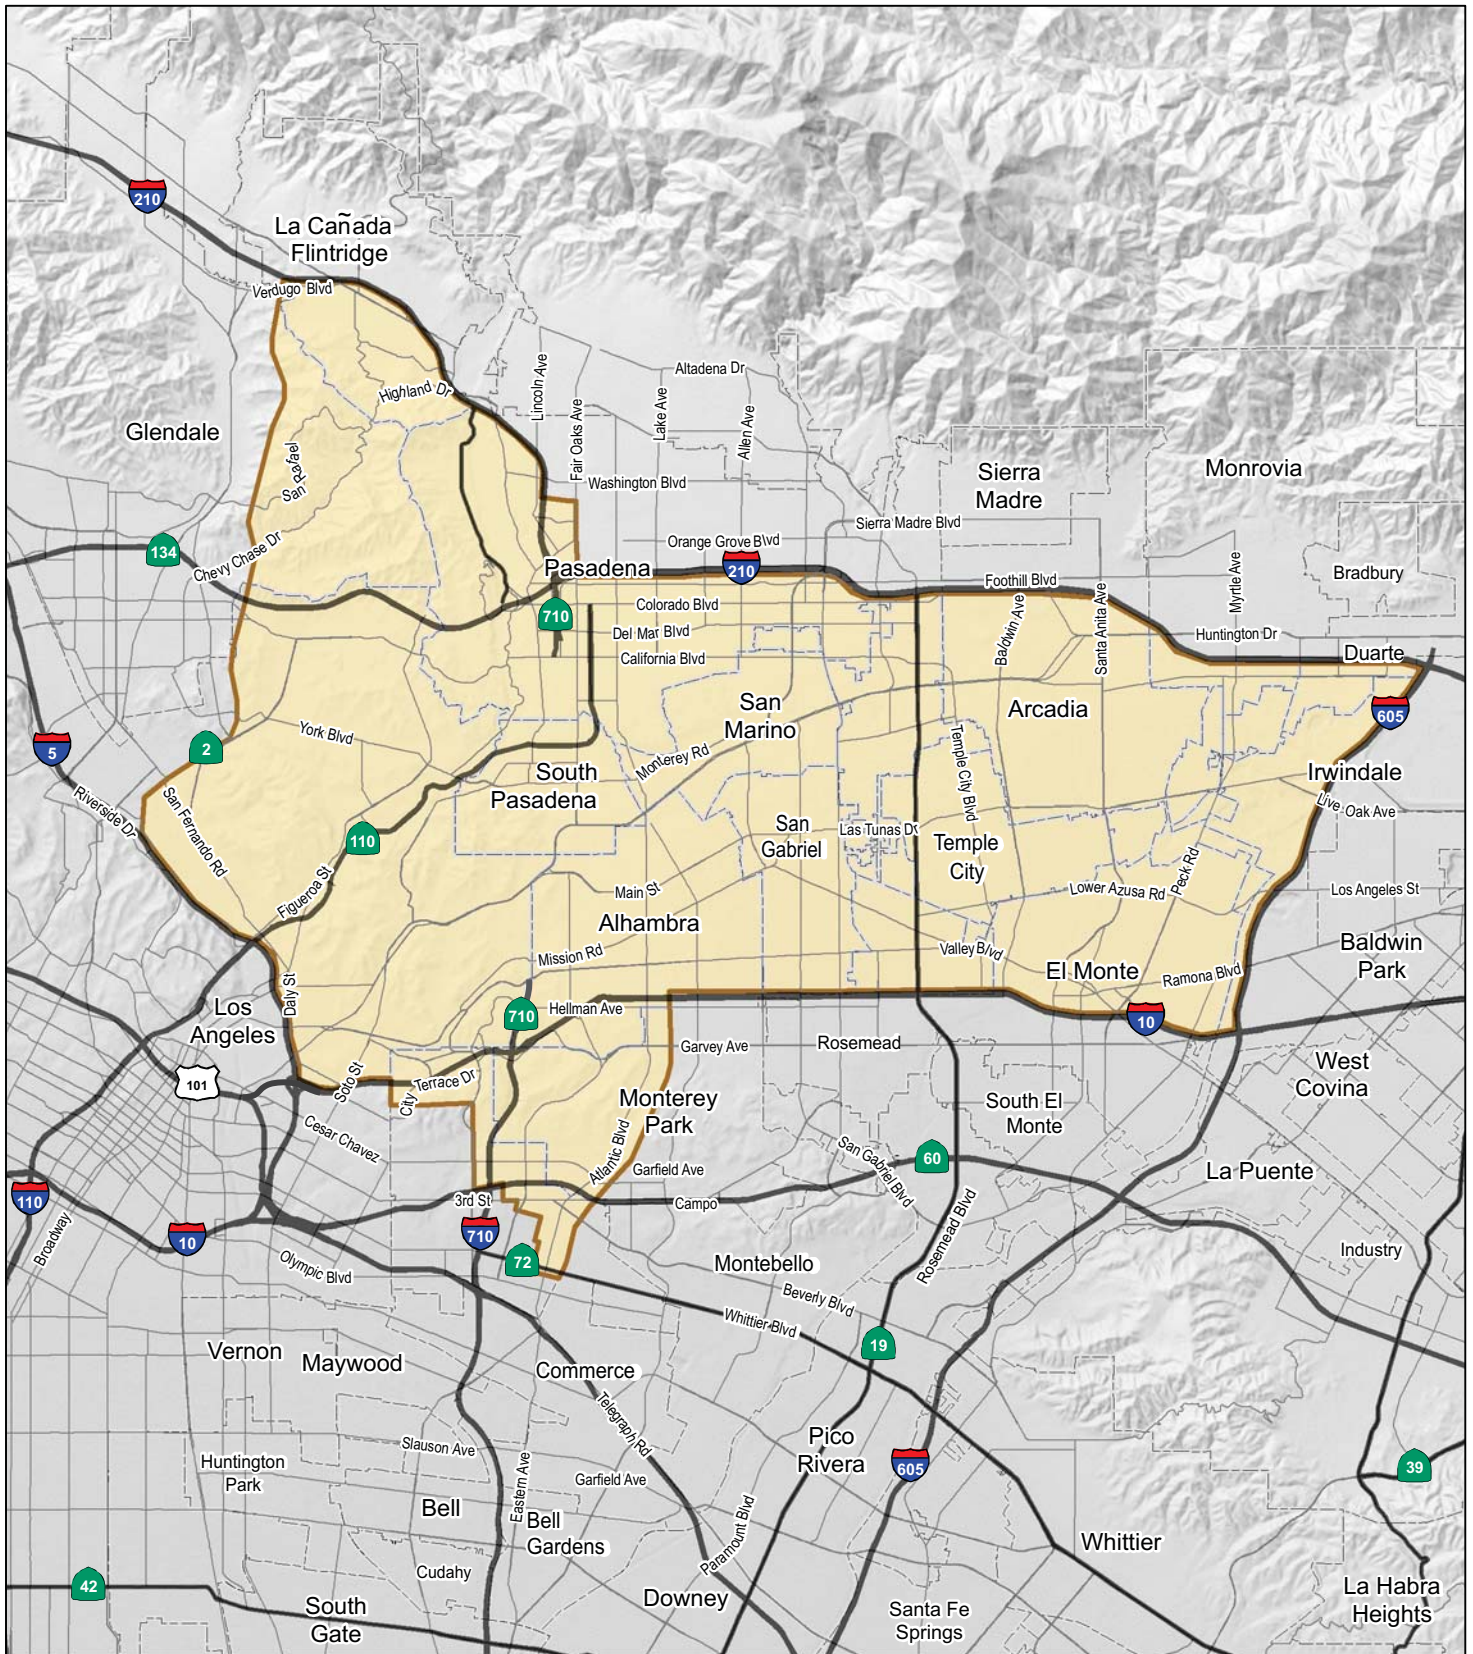 210
La Cañada
Flintridge
Verdugo Blvd
Altadena Dr
Lincoln Ave
Highland Dr
Fair Oaks Ave
Lake Ave
Allen Ave
Glendale
San Rafael
Washington Blvd
Sierra
Madre
Monrovia
Sierra Madre Blvd
134
Chevy Chase Dr
Orange Grove Blvd
Pasadena
210
Foothill Blvd
Myrtle Ave
Bradbury
710
Colorado Blvd
Del Mar Blvd
California Blvd
Baldwin Ave
Santa Anita Ave
Huntington Dr
Duarte
San
Marino
Arcadia
605
York Blvd
2
5
Monterey Rd
Temple City Blvd
South
Pasadena
Irwindale
Riverside Dr
San Fernando Rd
Live Oak Ave
110
San
Gabriel
Las Tunas Dr
Temple
City
Figueroa St
Main St
Lower Azusa Rd
Peck Rd
Los Angeles St
Alhambra
Mission Rd
Valley Blvd
Baldwin
Park
El Monte
Ramona Blvd
Daly St
Los
Angeles
710
Hellman Ave
10
Garvey Ave
Rosemead
101
Soto St
City Terrace Dr
West
Covina
Monterey
Park
South El
Monte
Cesar Chavez
Atlantic Blvd
San Gabriel Blvd
60
Garfield Ave
La Puente
110
3rd St
Campo
Rosemead Blvd
Broadway
10
710
72
Olympic Blvd
Montebello
Industry
Beverly Blvd
Whittier Blvd
19
Vernon
Maywood
Commerce
Telegraph Rd
Slauson Ave
Pico
Rivera
Huntington
Park
Garfield Ave
605
39
Eastern Ave
Bell
Bell
Gardens
Paramount Blvd
Whittier
Cudahy
42
Downey
La Habra
Heights
South
Gate
Santa Fe
Springs